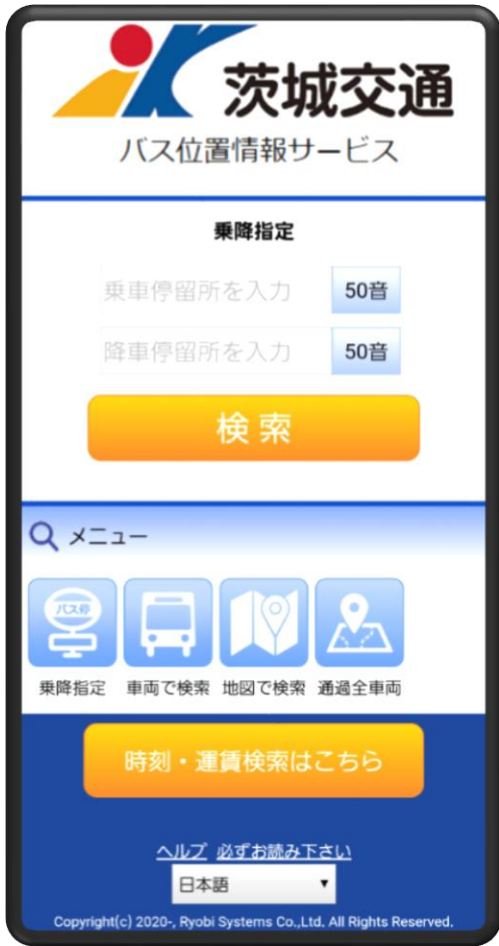 茨城交通
バス位置情報サービス
乗降指定
乗車停留所を入力 50音
降車停留所を入力 50音
検索
メニュー
バス停
乗降指定 車両で検索 地図で検索 通過全車両
時刻・運賃検索はこちら
ヘルプ 必ずお読み下さい
日本語 ▼
Copyright(c) 2020-, Ryobi Systems Co.,Ltd. All Rights Reserved.